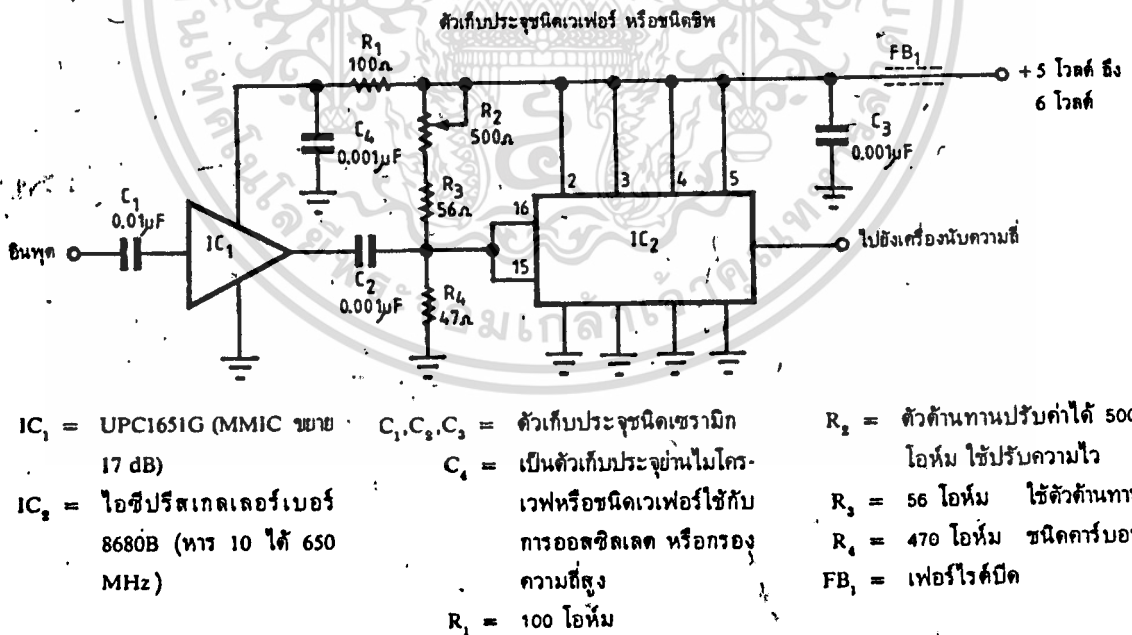 ตัวเก็บประจุชนิดเวเฟอร์ หรือชนิดชิพ
R1
100Ω
FB1
+5 โวลต์ ถึง
6 โวลต์
C4
0.001µF
R2
500Ω
C3
0.001µF
R3
56Ω
2
3
4
5
C1
0.01µF
16
อินพุต
IC1
IC2
ไปยังเครื่องนับความถี่
15
C2
0.001µF
R4
47Ω
IC1 = UPC1651G (MMIC ขยาย
17 dB)
IC2 = ไอซีปรีสเกลเลอร์เบอร์
8680B (หาร 10 ได้ 650
MHz)
C1,C2,C3 = ตัวเก็บประจุชนิดเซรามิก
C4 = เป็นตัวเก็บประจุย่านไมโคร-
เวฟหรือชนิดเวเฟอร์ใช้กับ
การออสซิลเลต หรือกรอง
ความถี่สูง
R1 = 100 โอห์ม
R2 = ตัวต้านทานปรับค่าได้ 500
โอห์ม ใช้ปรับความไว
R3 = 56 โอห์ม ใช้ตัวต้านทาน
R4 = 470 โอห์ม ชนิดคาร์บอน
FB1 = เฟอร์ไรต์บีด